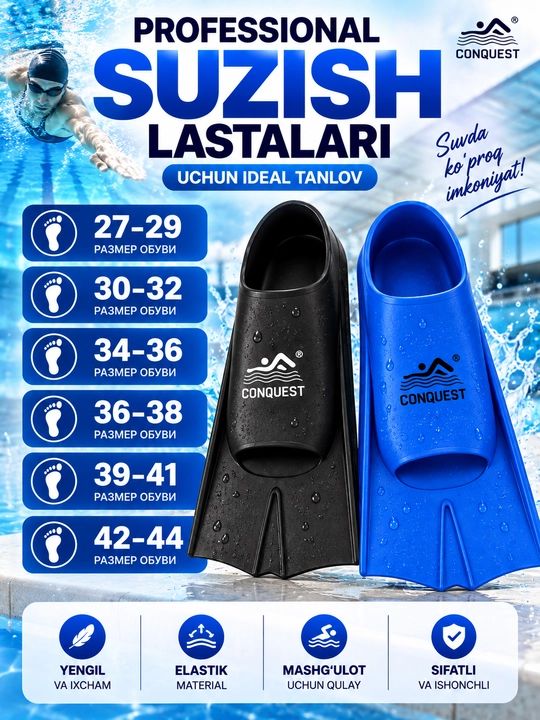 PROFESSIONAL
SUZISH
LASTALARI
UCHUN IDEAL TANLOV
®
CONQUEST
Suvda
ko'proq
imkoniyat!
27-29
РАЗМЕР ОБУВИ
30-32
РАЗМЕР ОБУВИ
34-36
РАЗМЕР ОБУВИ
36-38
РАЗМЕР ОБУВИ
39-41
РАЗМЕР ОБУВИ
42-44
РАЗМЕР ОБУВИ
®
CONQUEST
®
CONQUEST
YENGIL
VA IXCHAM
ELASTIK
MATERIAL
MASHG‘ULOT
UCHUN QULAY
SIFATLI
VA ISHONCHLI